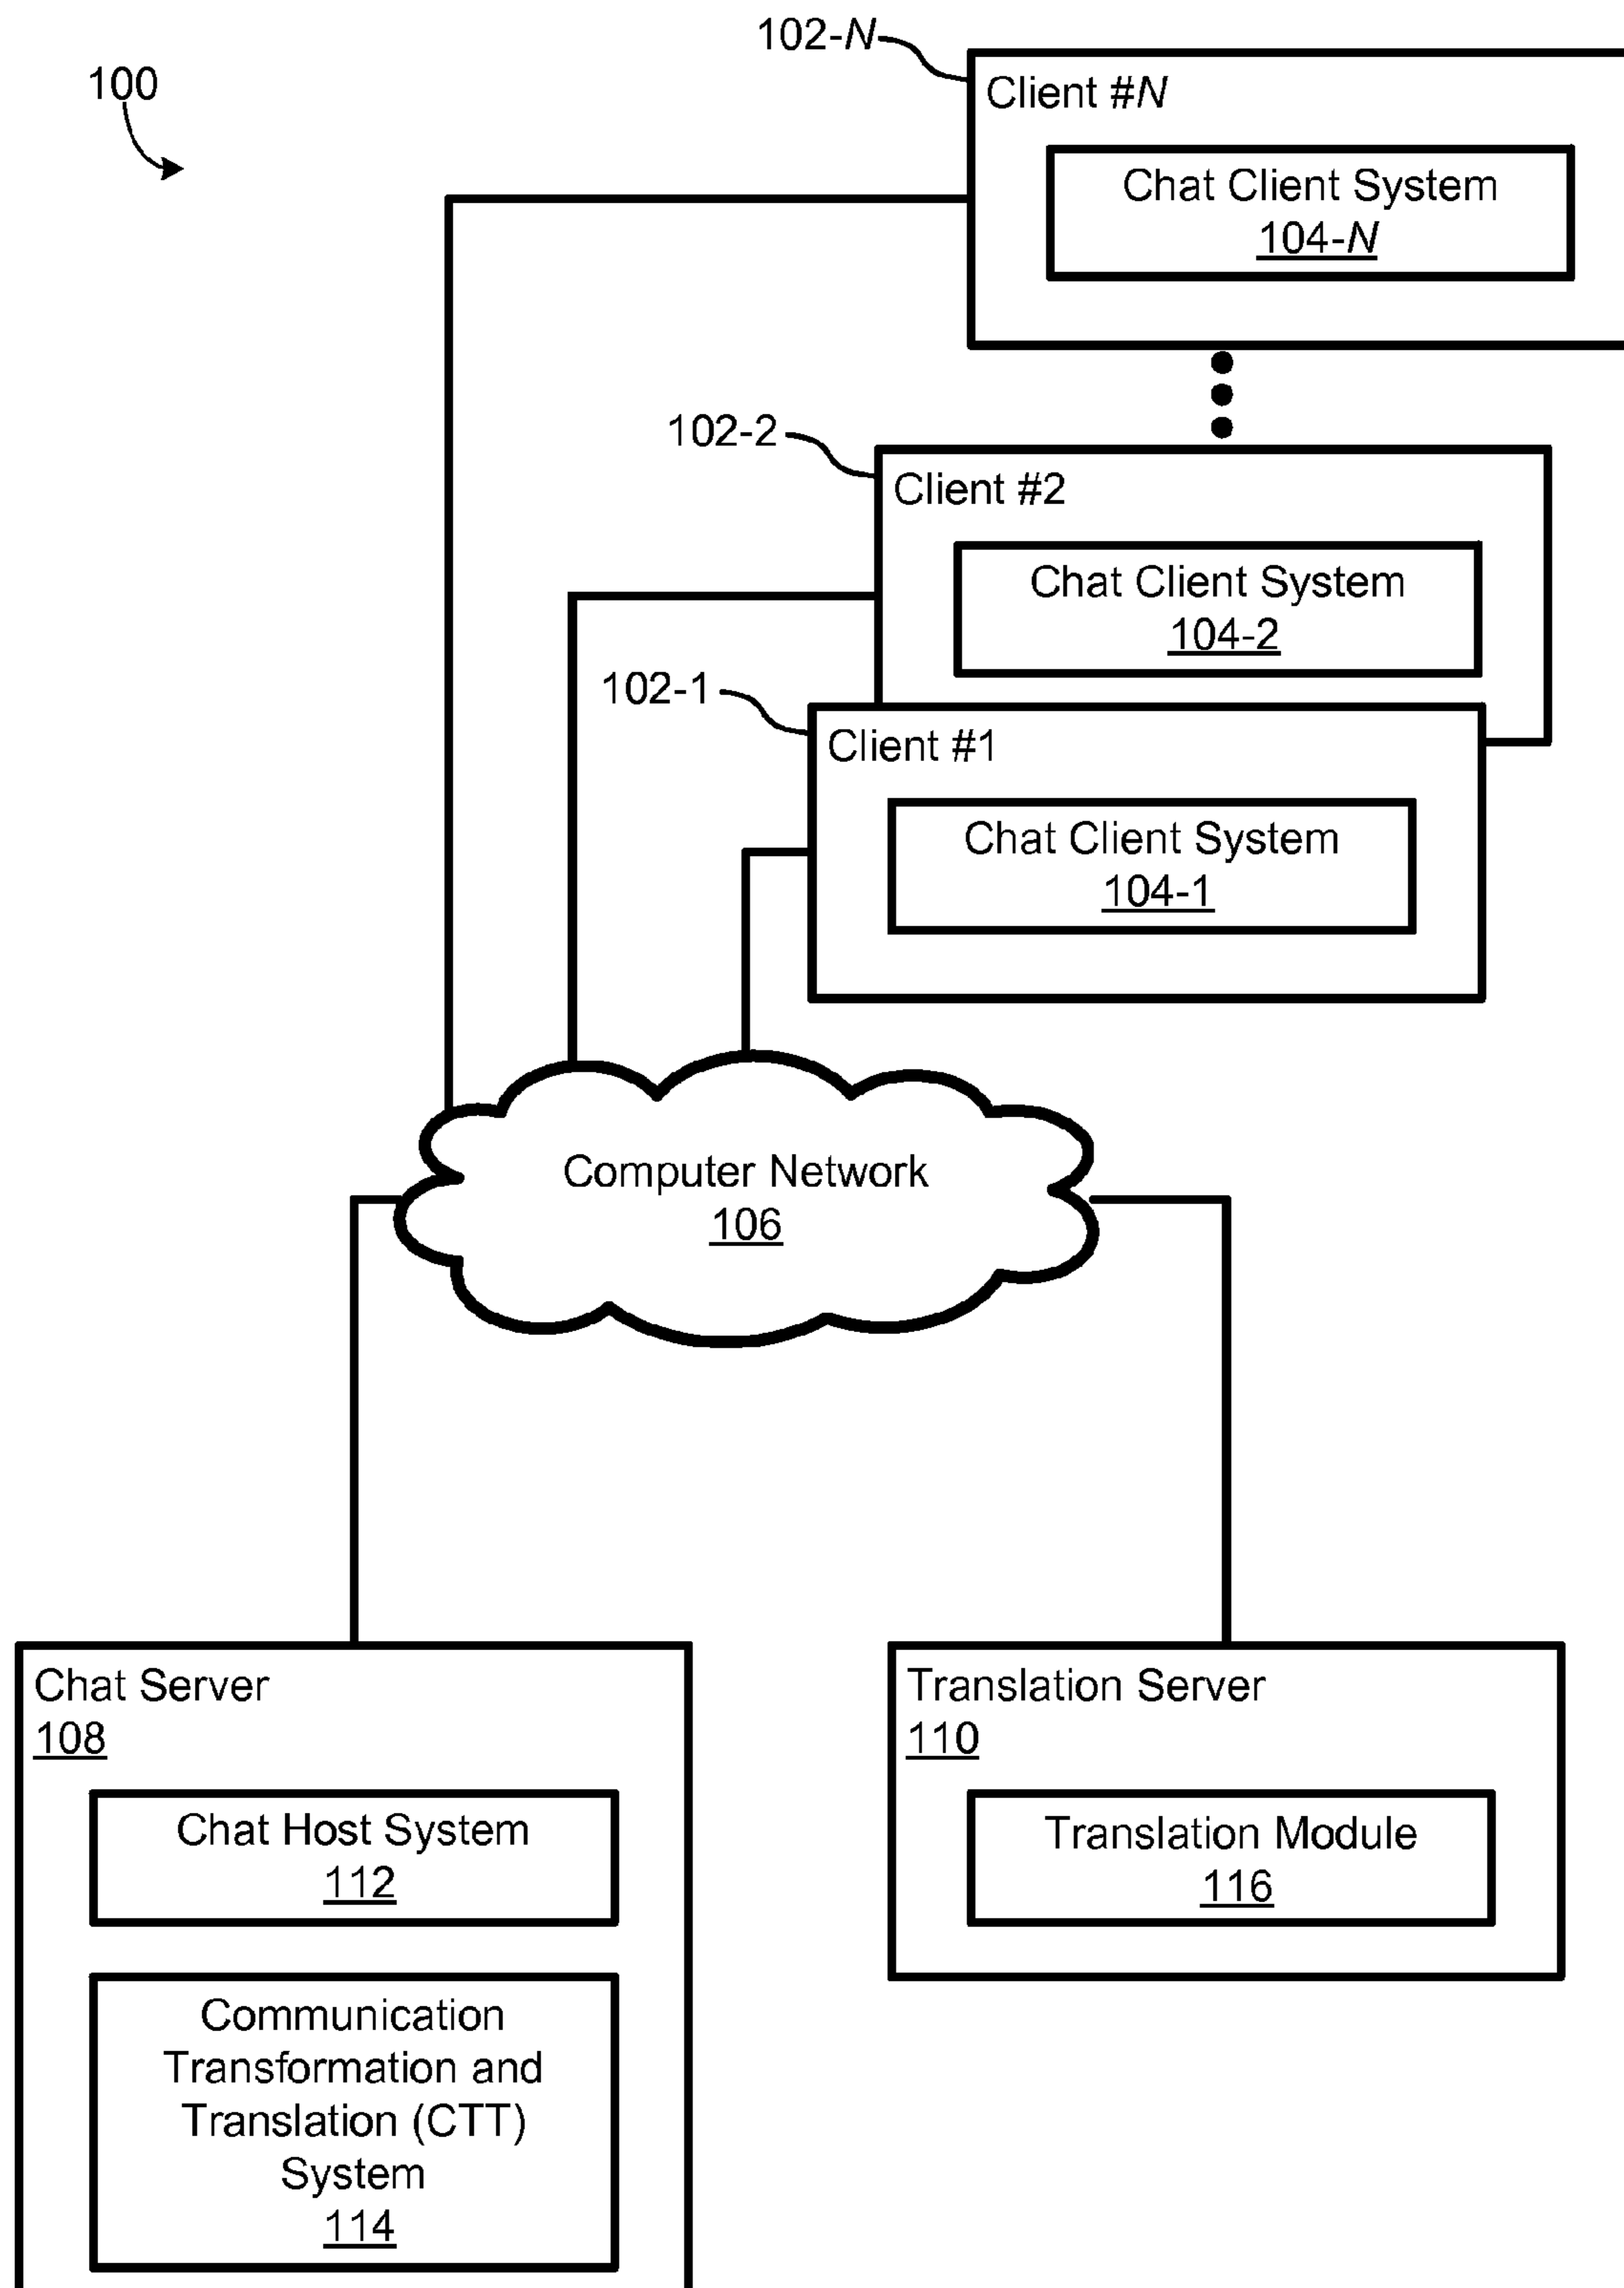 102-N
100
Client #N
Chat Client System
104-N
102-2
Client #2
Chat Client System
104-2
102-1
Client #1
Chat Client System
104-1
Computer Network
106
Chat Server
108
Chat Host System
112
Communication
Transformation and
Translation (CTT)
System
114
Translation Server
110
Translation Module
116